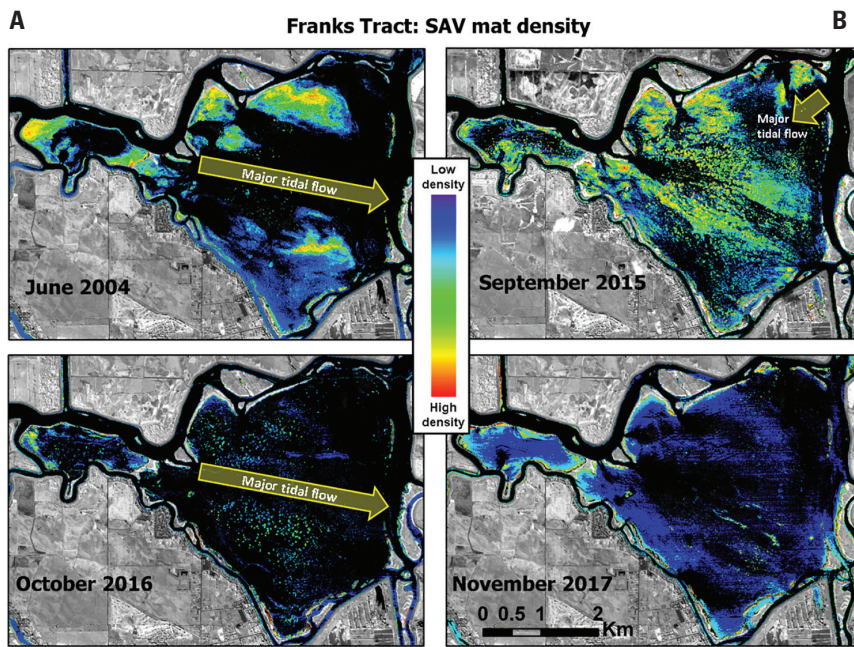 A
Franks Tract: SAV mat density
B
Major tidal flow
June 2004
Low
density
High
density
Major
tidal flow
September 2015
Major tidal flow
October 2016
November 2017
0 0.5 1 2
Km